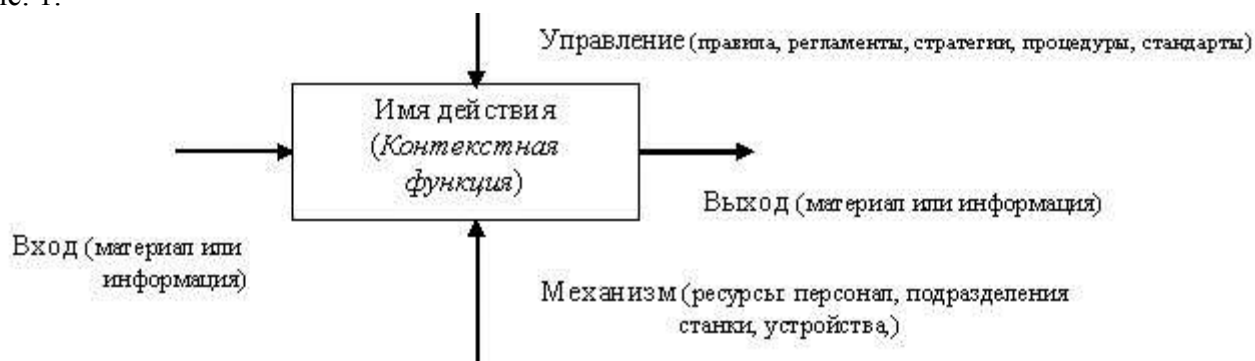 Управление (правила, регламенты, стратегии, процедуры, стандарты)
Имя действия
(Контекстная
функция)
Выход (материал или информация)
Вход (материал или
информация)
Механизм (ресурсы: персонал, подразделения
станки, устройства,)